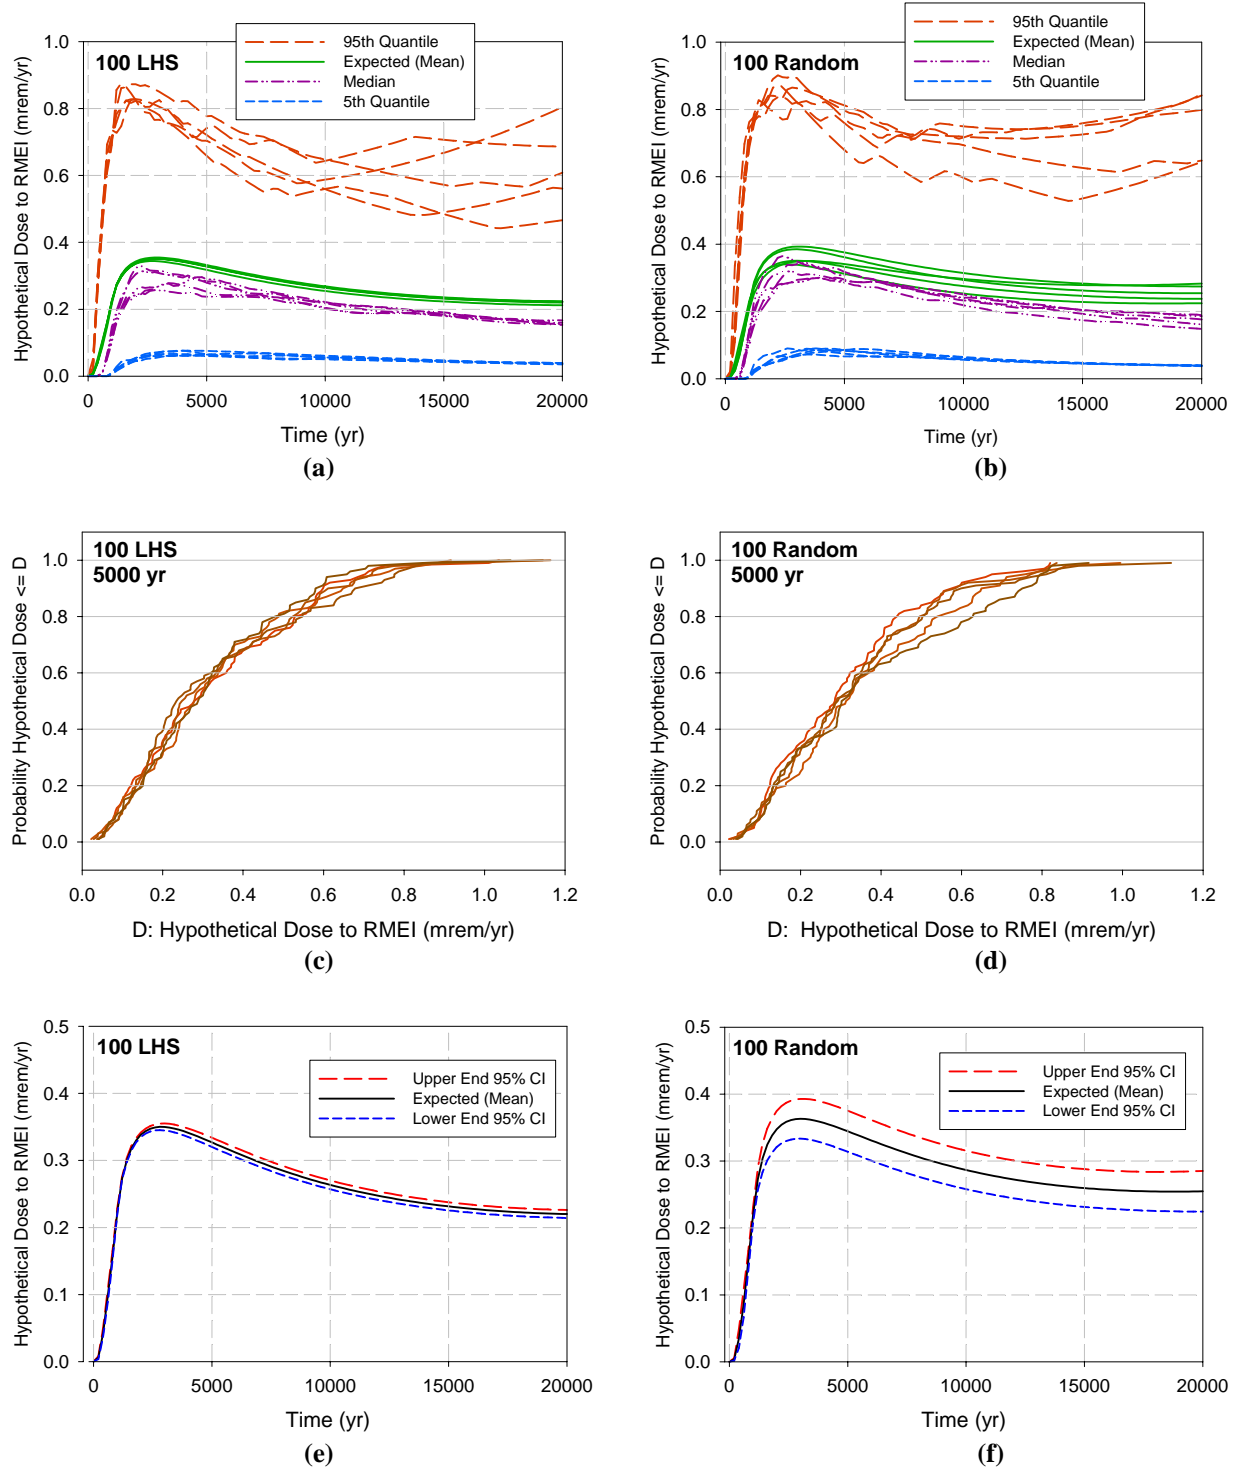 100 LHS
95th Quantile
Expected (Mean)
Median
5th Quantile
Hypothetical Dose to RMEI (mrem/yr)
1.0
0.8
0.6
0.4
0.2
0.0
0 5000 10000 15000 20000
Time (yr)
(a)
100 Random
95th Quantile
Expected (Mean)
Median
5th Quantile
Hypothetical Dose to RMEI (mrem/yr)
1.0
0.8
0.6
0.4
0.2
0.0
0 5000 10000 15000 20000
Time (yr)
(b)
100 LHS
5000 yr
Probability Hypothetical Dose <= D
1.0
0.8
0.6
0.4
0.2
0.0
0.0 0.2 0.4 0.6 0.8 1.0 1.2
D: Hypothetical Dose to RMEI (mrem/yr)
(c)
100 Random
5000 yr
Probability Hypothetical Dose <= D
1.0
0.8
0.6
0.4
0.2
0.0
0.0 0.2 0.4 0.6 0.8 1.0 1.2
D: Hypothetical Dose to RMEI (mrem/yr)
(d)
100 LHS
Upper End 95% CI
Expected (Mean)
Lower End 95% CI
Hypothetical Dose to RMEI (mrem/yr)
0.5
0.4
0.3
0.2
0.1
0.0
0 5000 10000 15000 20000
Time (yr)
(e)
100 Random
Upper End 95% CI
Expected (Mean)
Lower End 95% CI
Hypothetical Dose to RMEI (mrem/yr)
0.5
0.4
0.3
0.2
0.1
0.0
0 5000 10000 15000 20000
Time (yr)
(f)